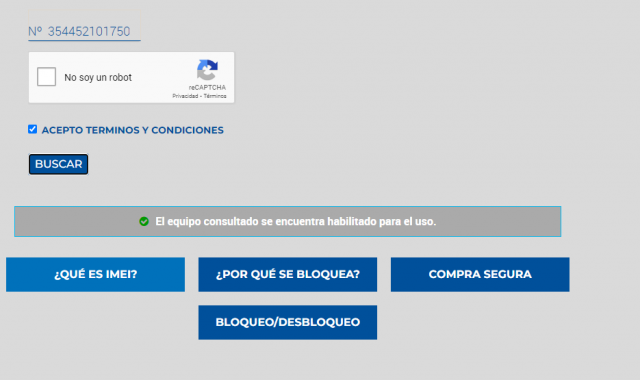 Nº 354452101750
No soy un robot
reCAPTCHA
Privacidad - Términos
ACEPTO TERMINOS Y CONDICIONES
BUSCAR
El equipo consultado se encuentra habilitado para el uso.
¿QUÉ ES IMEI?
¿POR QUÉ SE BLOQUEA?
COMPRA SEGURA
BLOQUEO/DESBLOQUEO